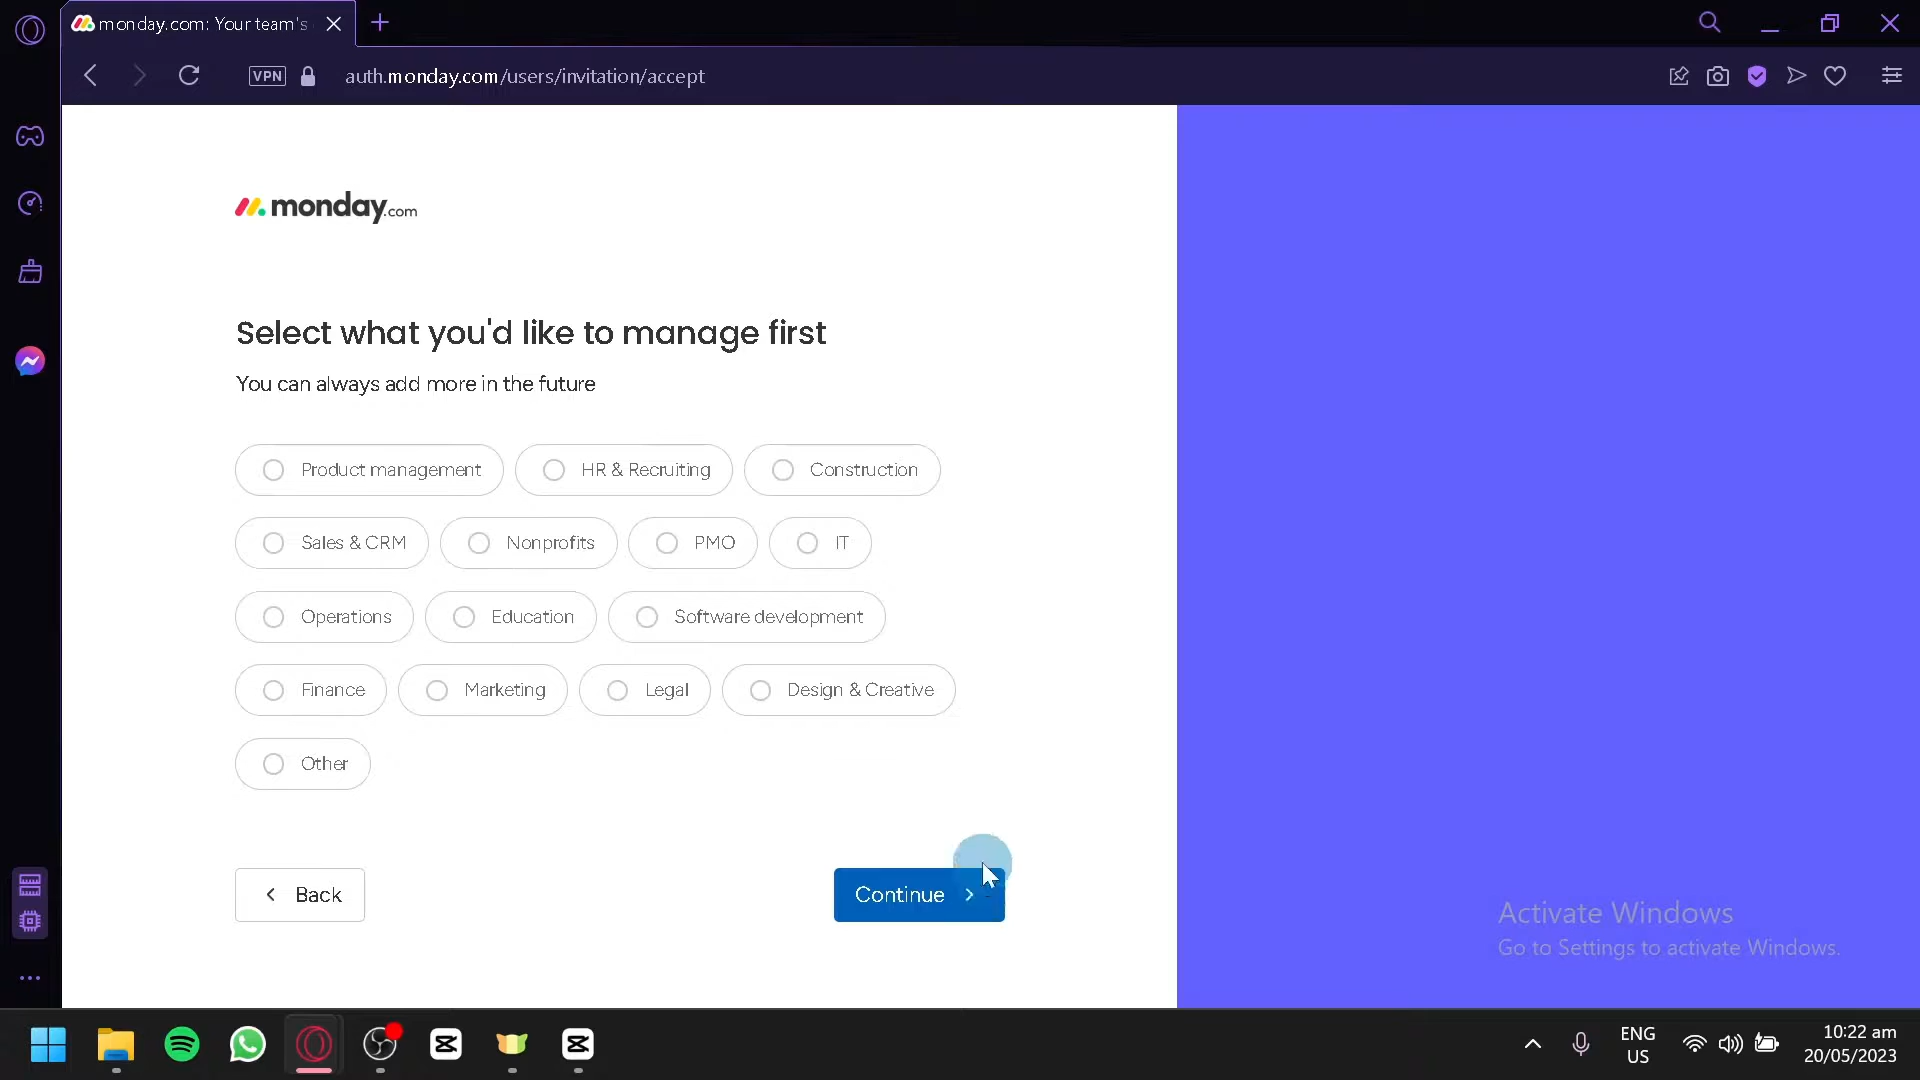 monday.com: Your team's
VPN
auth.monday.com/users/invitation/accept
monday.com
Select what you'd like to manage first
You can always add more in the future
Product management
HR & Recruiting
Construction
Sales & CRM
Nonprofits
PMO
IT
Operations
Education
Software development
Finance
Marketing
Legal
Design & Creative
Other
Back
Continue
Activate Windows
Go to Settings to activate Windows.
ENG
US
10:22 am
20/05/2023